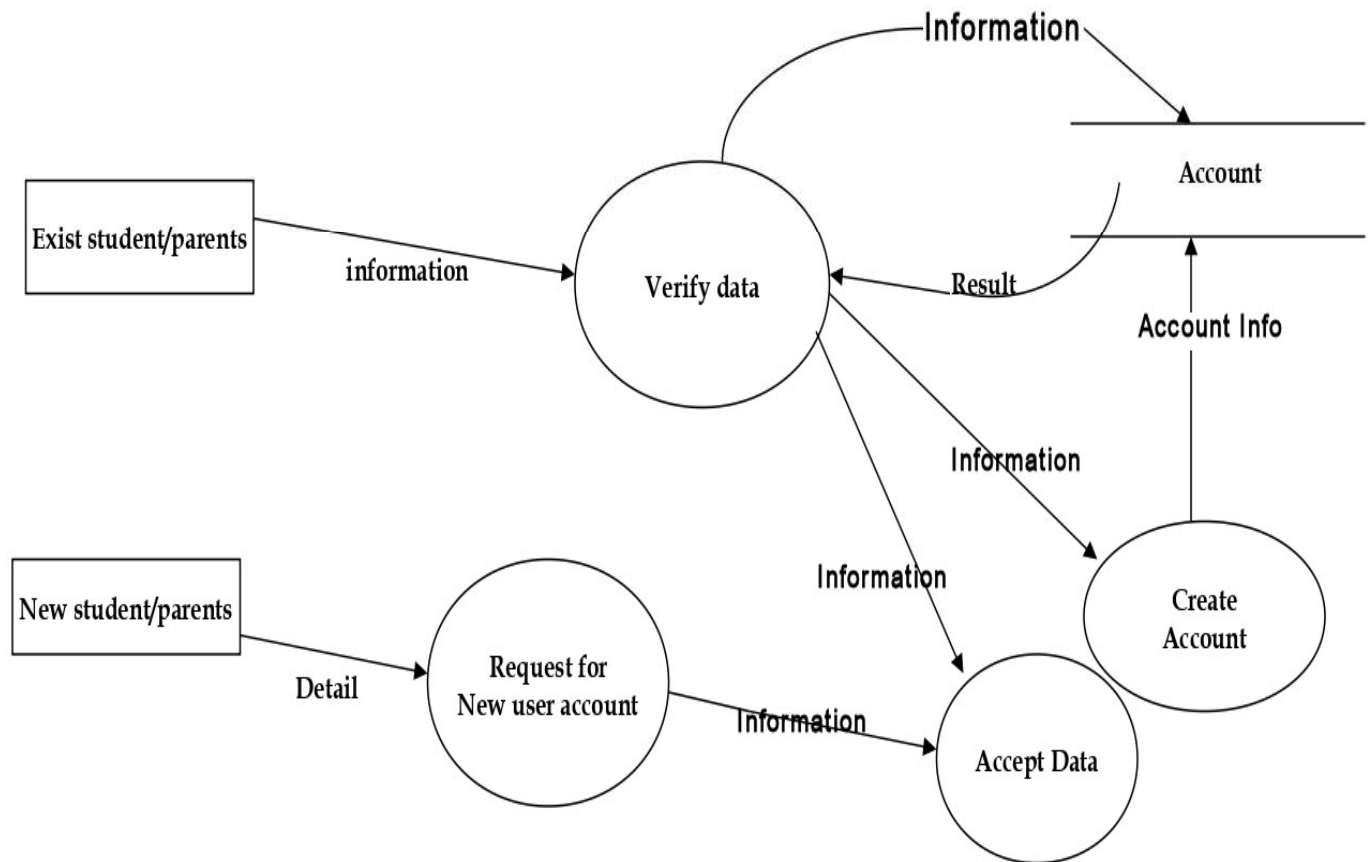 Information
Account
Exist student/parents
information
Verify data
Result
Account Info
Information
Information
New student/parents
Detail
Request for
New user account
Information
Create
Account
Accept Data